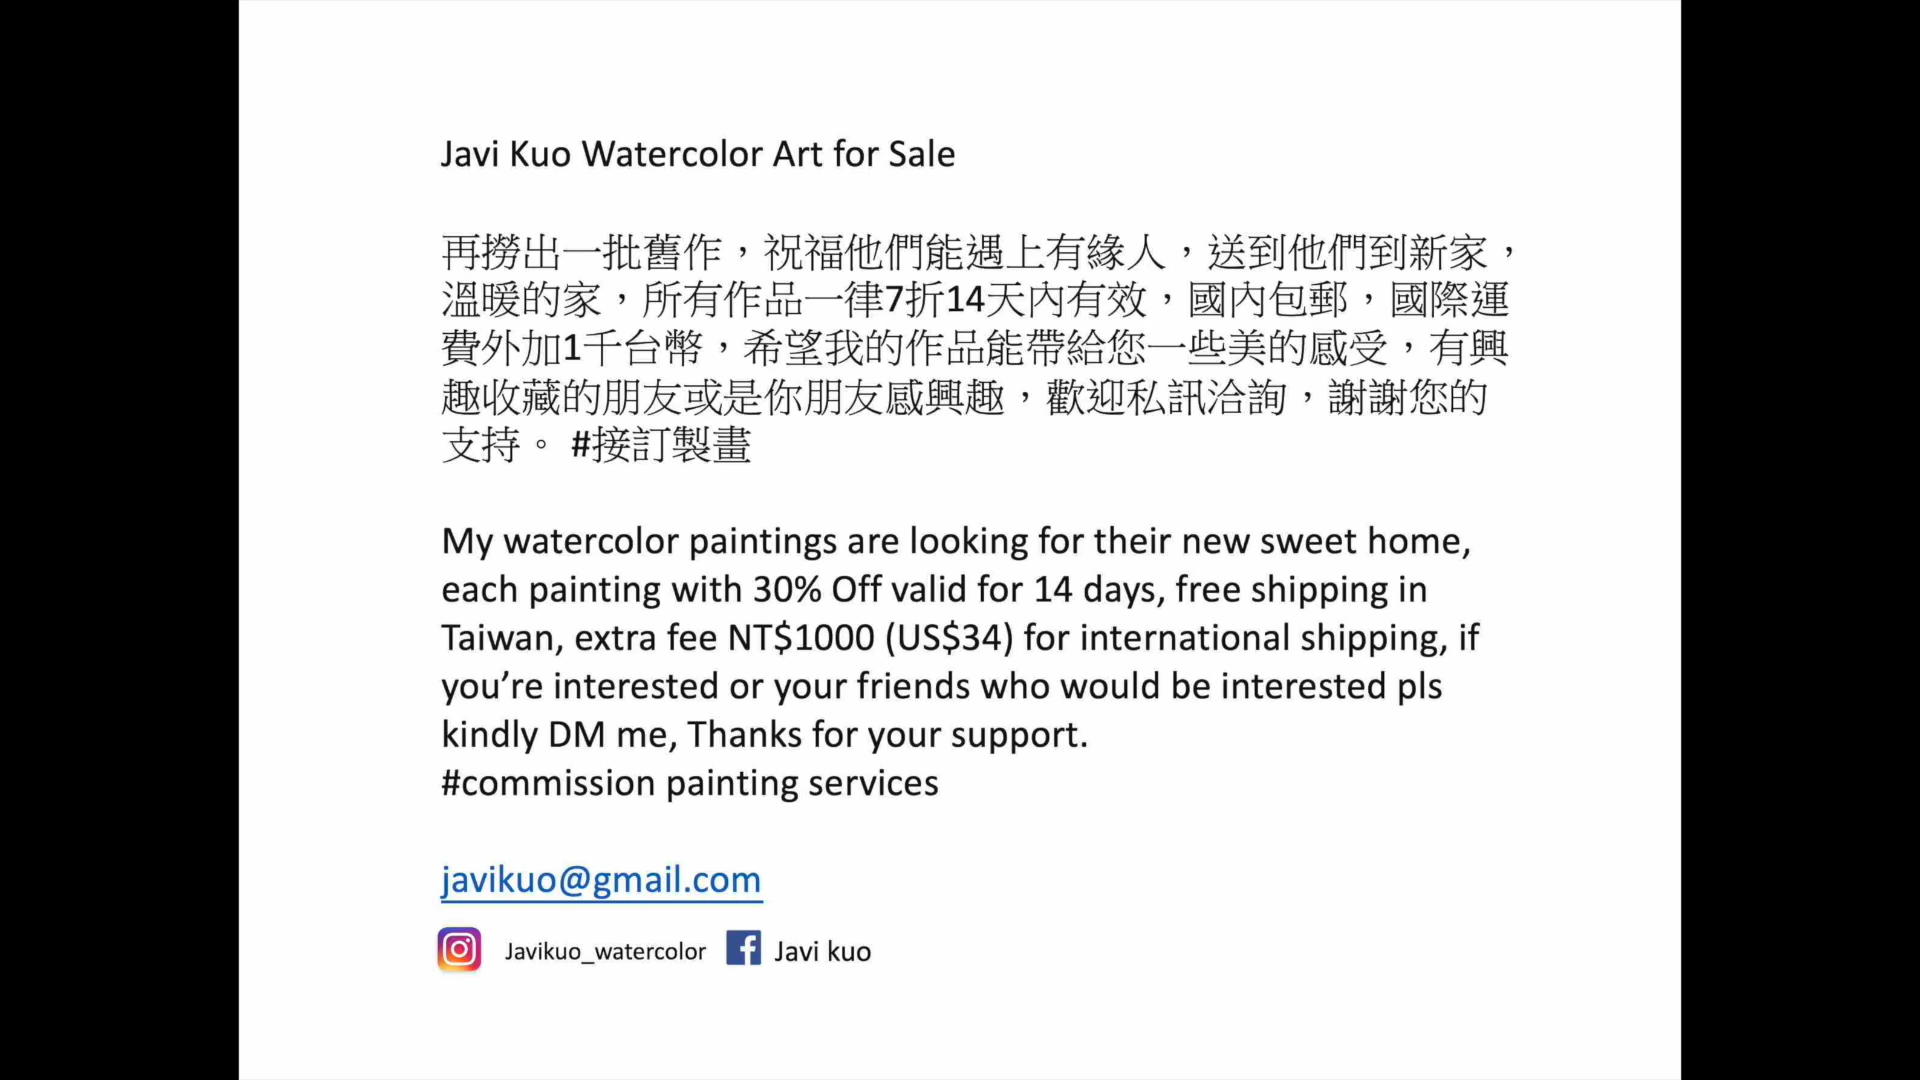 Javi Kuo Watercolor Art for Sale
再撈出一批舊作，祝福他們能遇上有緣人，送到他們到新家，
溫暖的家，所有作品一律7折14天內有效，國內包郵，國際運
費外加1千台幣，希望我的作品能帶給您一些美的感受，有興
趣收藏的朋友或是你朋友感興趣，歡迎私訊洽詢，謝謝您的
支持。 #接訂製畫
My watercolor paintings are looking for their new sweet home,
each painting with 30% Off valid for 14 days, free shipping in
Taiwan, extra fee NT$1000 (US$34) for international shipping, if
you’re interested or your friends who would be interested pls
kindly DM me, Thanks for your support.
#commission painting services
javikuo@gmail.com
Javikuo_watercolor Javi kuo